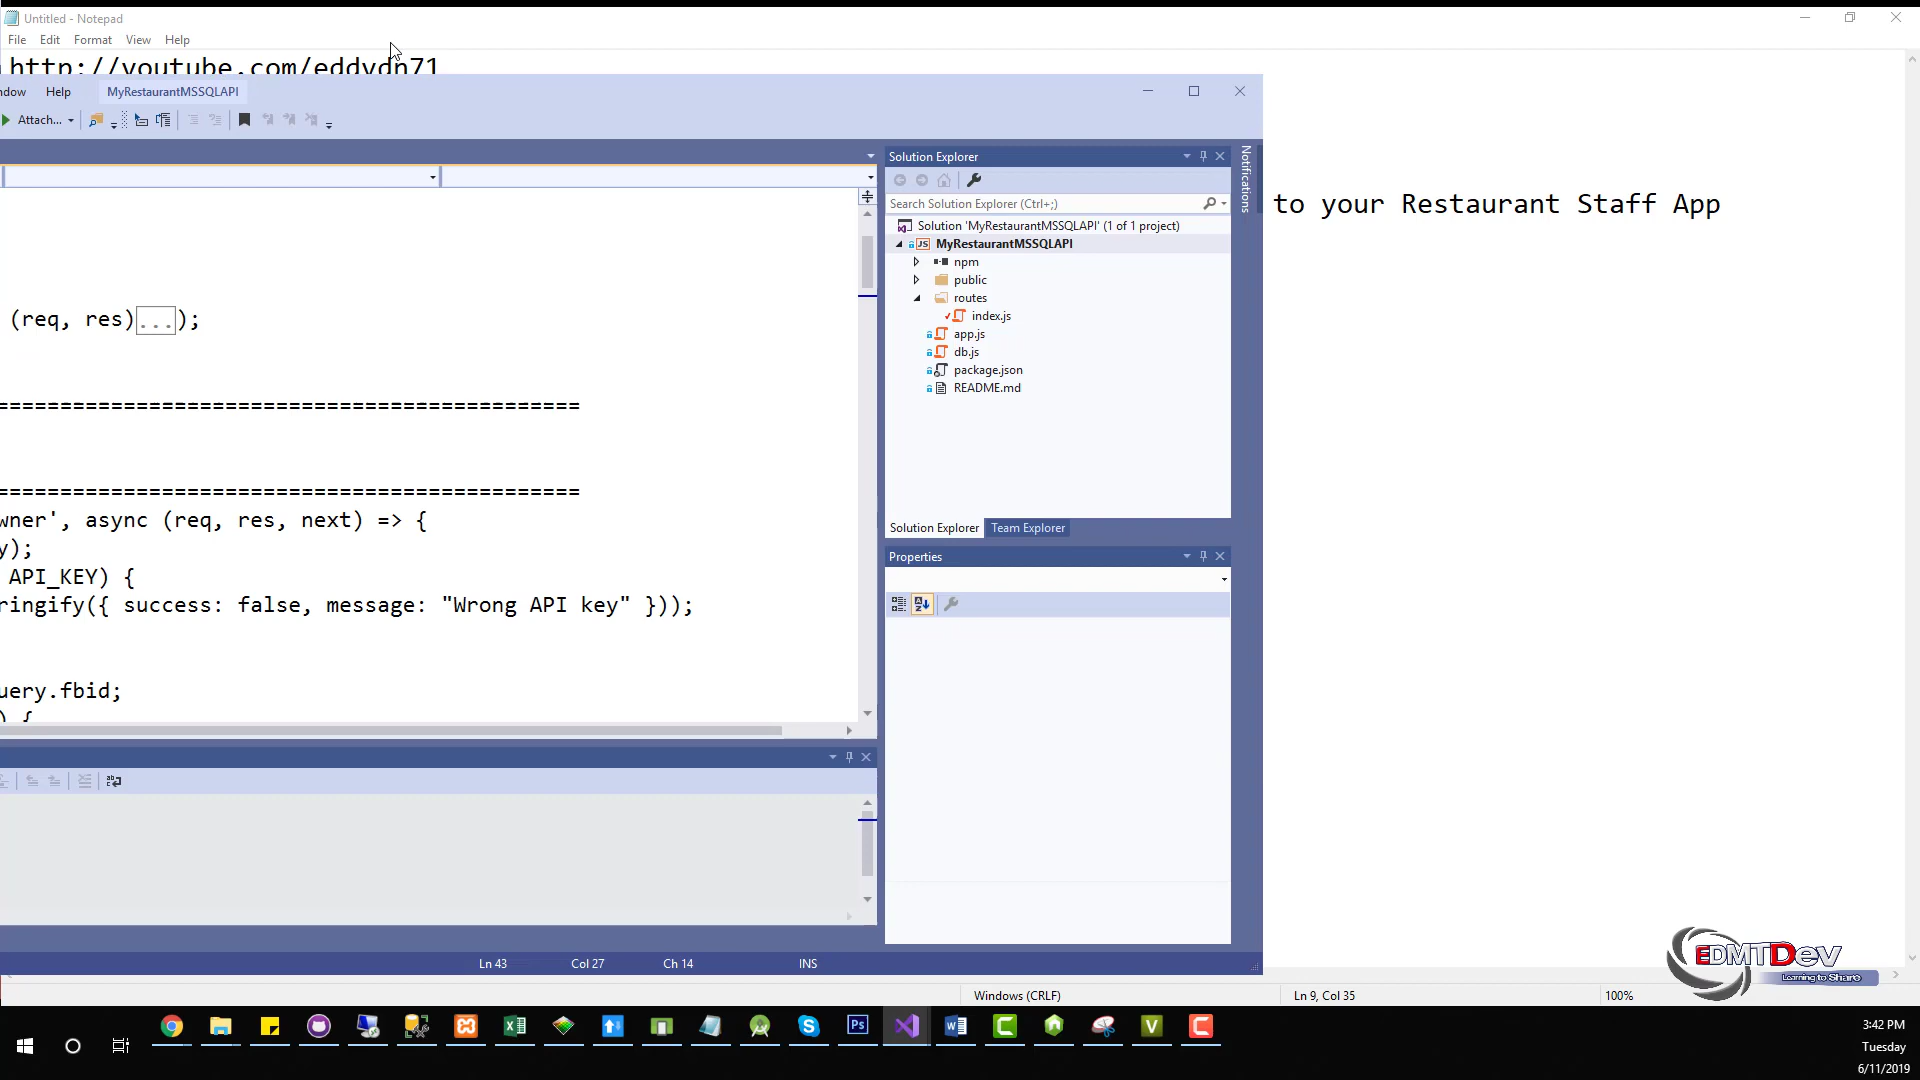 Untitled - Notepad
File Edit Format View Help
http://youtube.com/eddydn71
ndow Help MyRestaurantMSSQLAPI
Attach...
Solution Explorer
Notifications
Search Solution Explorer (Ctrl+;)
to your Restaurant Staff App
Solution 'MyRestaurantMSSQLAPI' (1 of 1 project)
JS MyRestaurantMSSQLAPI
npm
public
routes
index.js
app.js
db.js
package.json
README.md
(req, res)...);
=============================================
=============================================
wner', async (req, res, next) => {
y);
API_KEY) {
ringify({ success: false, message: "Wrong API key" }));
uery.fbid;
) {
Solution Explorer Team Explorer
Properties
Ln 43 Col 27 Ch 14 INS
EDMTDev
Learning to Share
Windows (CRLF) Ln 9, Col 35 100%
3:42 PM
Tuesday
6/11/2019